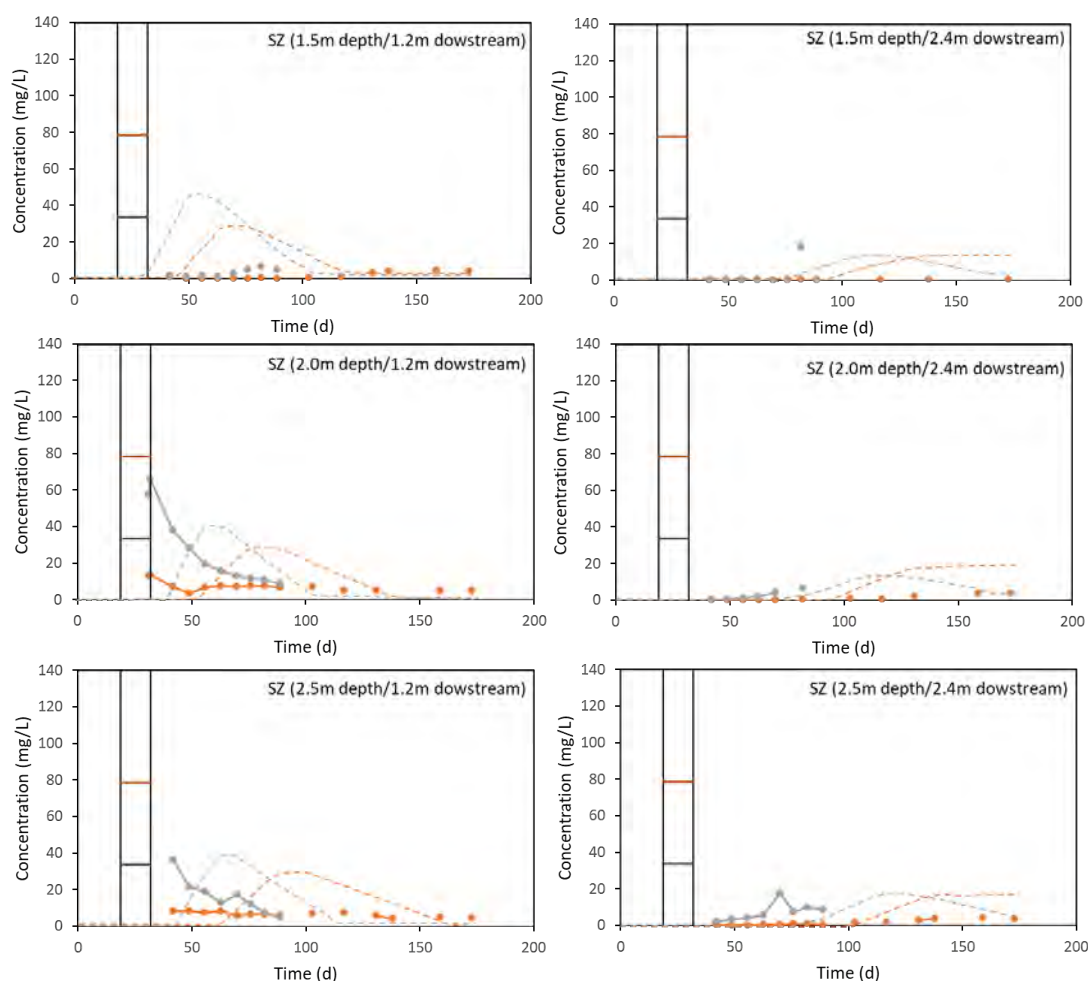 SZ (1.5m depth/1.2m dowstream)
Concentration (mg/L)
140
120
100
80
60
40
20
0
0 50 100 150 200
Time (d)
SZ (1.5m depth/2.4m dowstream)
Concentration (mg/L)
140
120
100
80
60
40
20
0
0 50 100 150 200
Time (d)
SZ (2.0m depth/1.2m dowstream)
Concentration (mg/L)
140
120
100
80
60
40
20
0
0 50 100 150 200
Time (d)
SZ (2.0m depth/2.4m dowstream)
Concentration (mg/L)
140
120
100
80
60
40
20
0
0 50 100 150 200
Time (d)
SZ (2.5m depth/1.2m dowstream)
Concentration (mg/L)
140
120
100
80
60
40
20
0
0 50 100 150 200
Time (d)
SZ (2.5m depth/2.4m dowstream)
Concentration (mg/L)
140
120
100
80
60
40
20
0
0 50 100 150 200
Time (d)